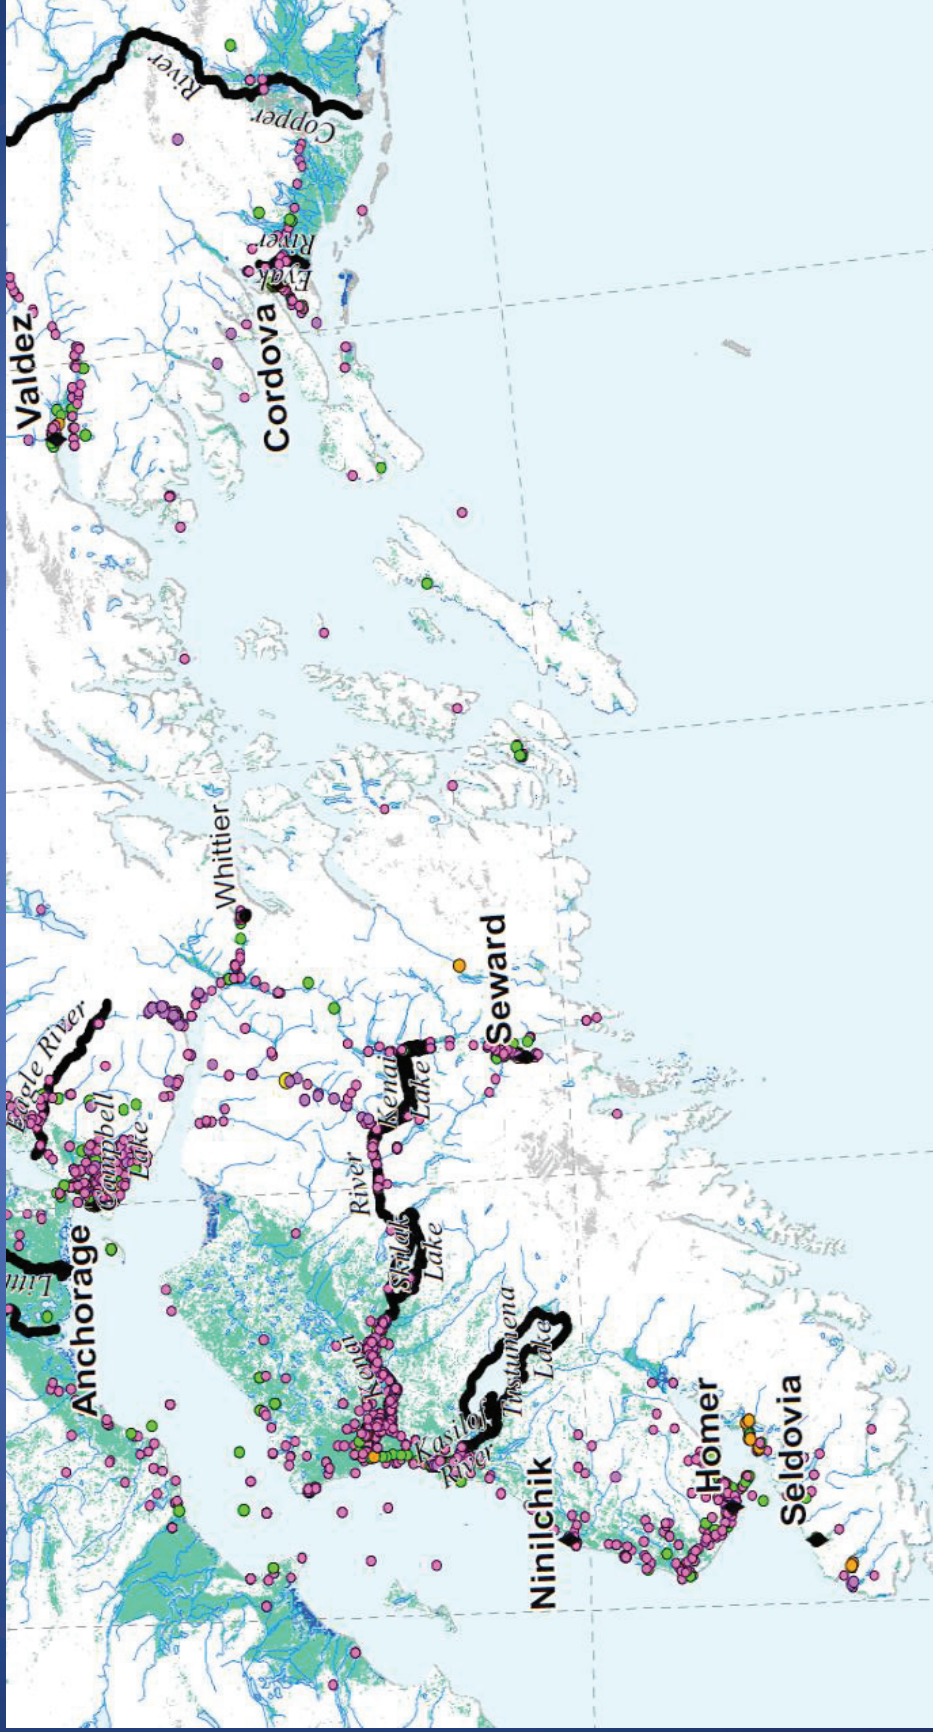 Copper
River
Valdez
Eyak
River
Cordova
Whittier
Eagle River
Campbell
Lake
Anchorage
Seward
Kenai
Lake
River
Skilak
Lake
Kenai
Tustumena
Lake
Kasilof
River
Ninilchik
Homer
Seldovia